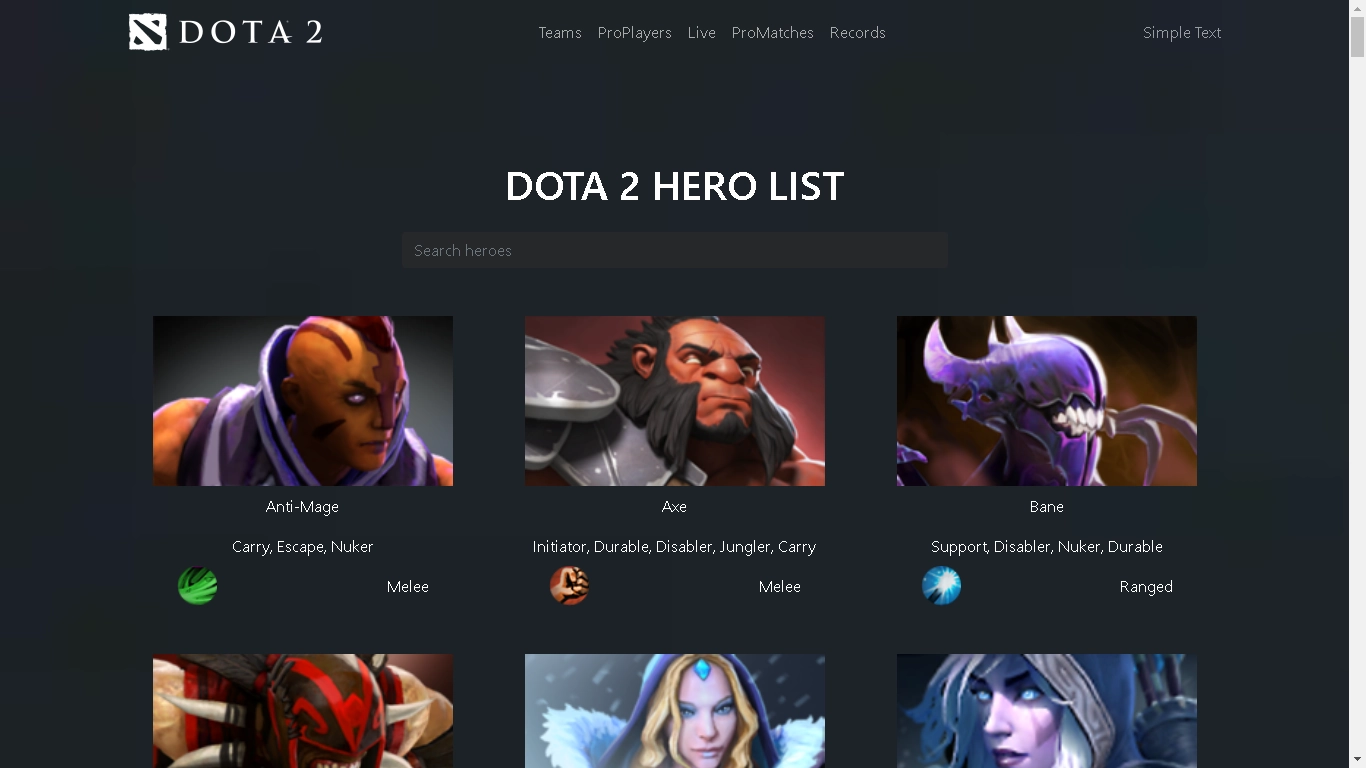 DOTA 2
Teams ProPlayers Live ProMatches Records
Simple Text
DOTA 2 HERO LIST
Search heroes
Anti-Mage
Carry, Escape, Nuker
Melee
Axe
Initiator, Durable, Disabler, Jungler, Carry
Melee
Bane
Support, Disabler, Nuker, Durable
Ranged